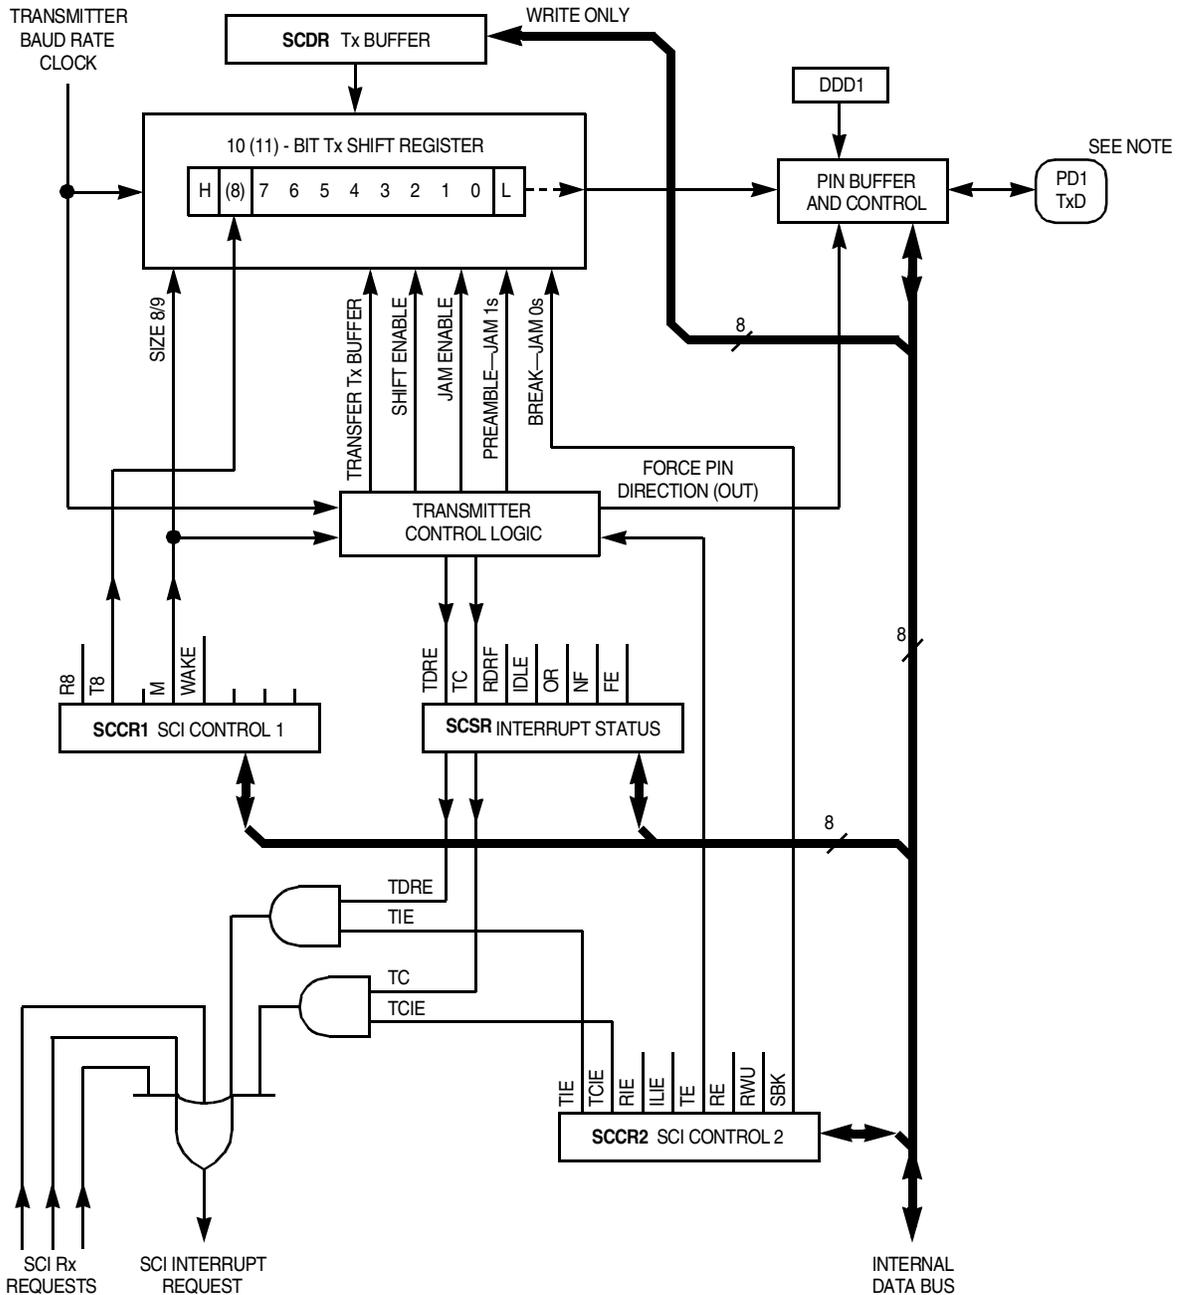 TRANSMITTER
BAUD RATE
CLOCK
SCDR Tx BUFFER
WRITE ONLY
DDD1
10 (11) - BIT Tx SHIFT REGISTER
H (8) 7 6 5 4 3 2 1 0 L
PIN BUFFER
AND CONTROL
SEE NOTE
PD1
TxD
SIZE 8/9
TRANSFER Tx BUFFER
SHIFT ENABLE
JAM ENABLE
PREAMBLE—JAM 1s
BREAK—JAM 0s
8
FORCE PIN
DIRECTION (OUT)
TRANSMITTER
CONTROL LOGIC
8
R8
T8
M
WAKE
TDRE
TC
RDRF
IDLE
OR
NF
FE
SCCR1 SCI CONTROL 1
SCSR INTERRUPT STATUS
8
TDRE
TIE
TC
TCIE
TIE
TCIE
RIE
ILIE
TE
RE
RWU
SBK
SCCR2 SCI CONTROL 2
SCI Rx
REQUESTS
SCI INTERRUPT
REQUEST
INTERNAL
DATA BUS